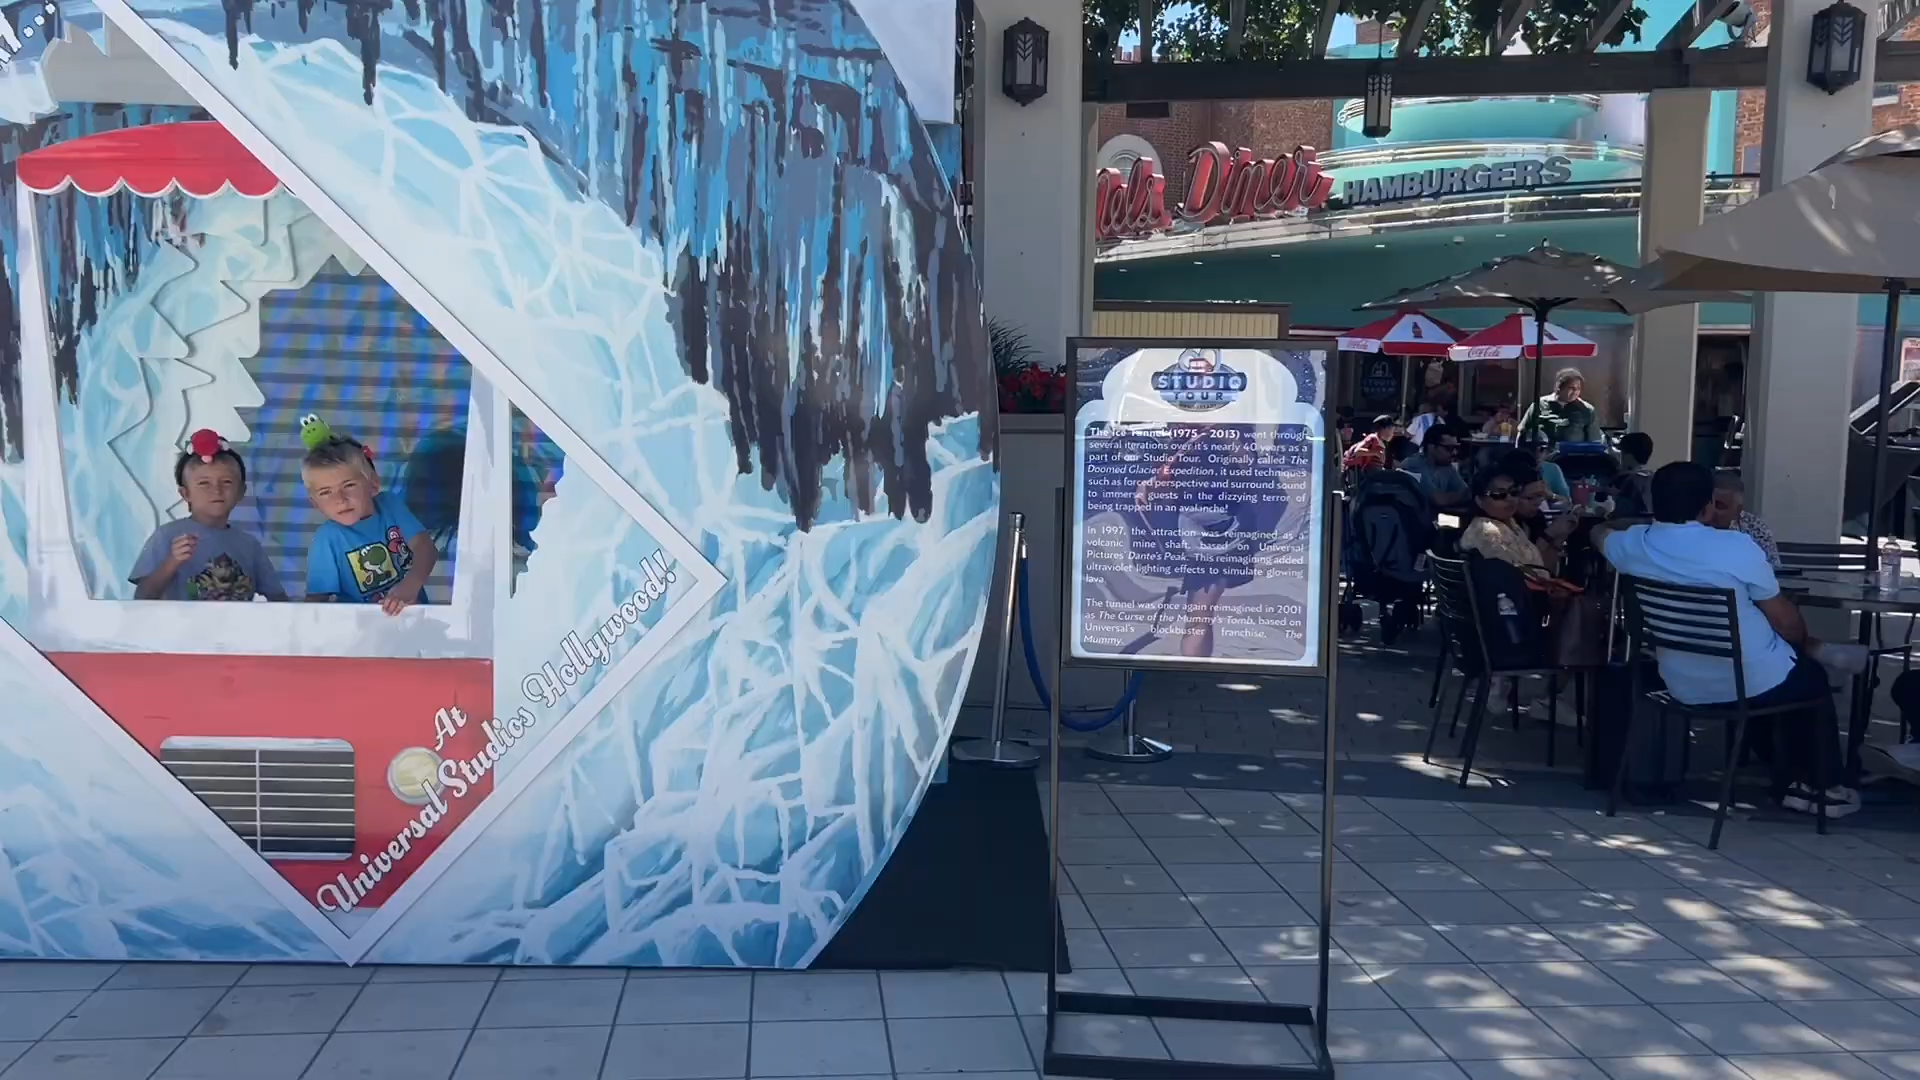 Diner
HAMBURGERS
Coca-Cola
STUDIO
TOUR
The Ice Tunnel (1975 - 2013) went through
several iterations over it's nearly 40 years as a
part of our Studio Tour. Originally called The
Doomed Glacier Expedition, it used techniques
such as forced perspective and surround sound
to immerse guests in the dizzying terror of
being trapped in an avalanche!
In 1997, the attraction was reimagined as a
volcanic mine shaft, based on Universal
Pictures' Dante's Peak. This reimagining added
ultraviolet lighting effects to simulate glowing
lava.
The tunnel was once again reimagined in 2001
as The Curse of the Mummy's Tomb, based on
Universal's blockbuster franchise, The
Mummy.
At
Universal Studios Hollywood!